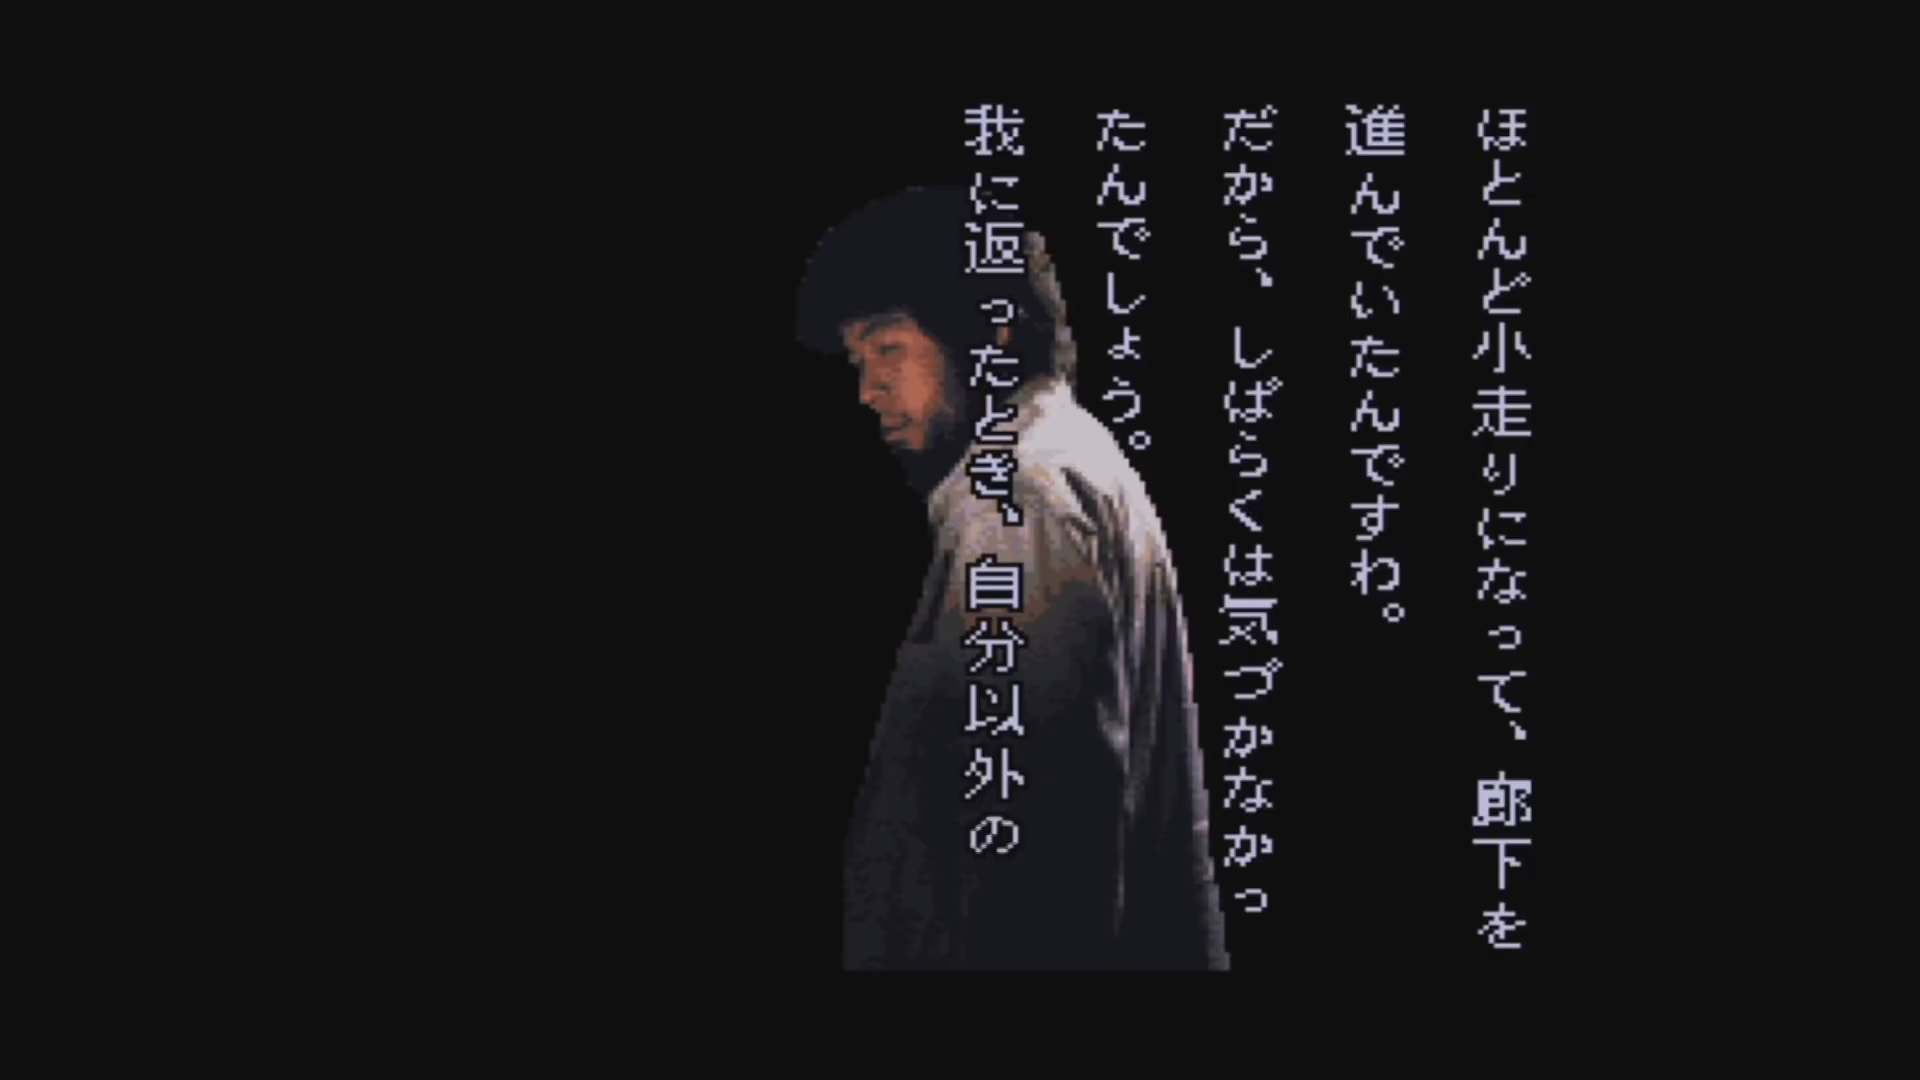 ほとんど小走りになって、廊下を
進んでいたんですわ。
だから、しばらくは気づかなかっ
たんでしょう。
我に返ったとき、自分以外の